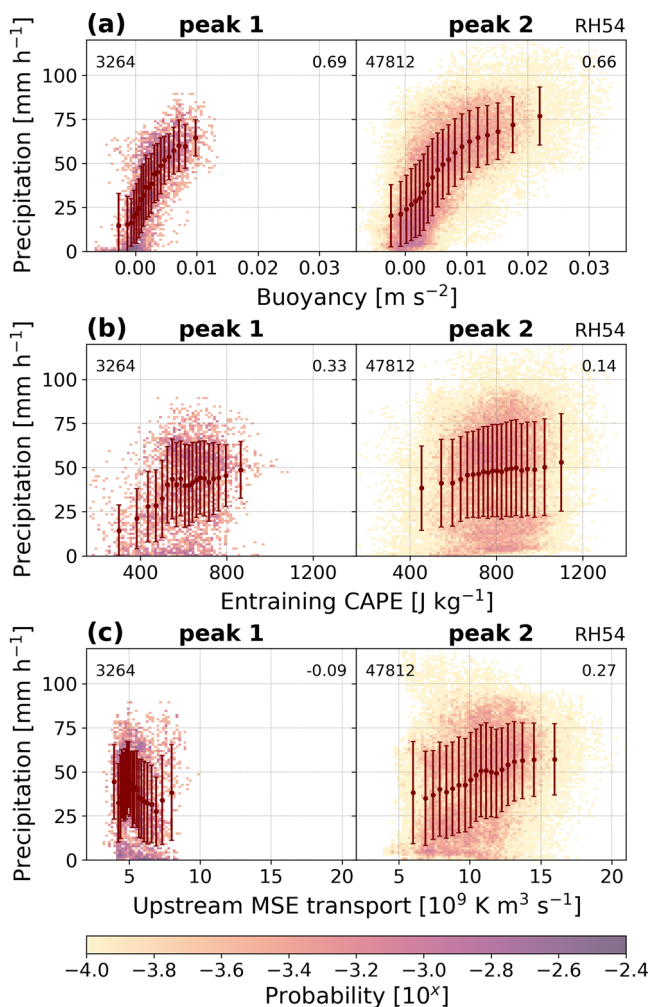 (a) peak 1 peak 2 RH54
3264 0.69 47812 0.66
Precipitation [mm h⁻¹]
100
75
50
25
0
0.00 0.01 0.02 0.03 0.00 0.01 0.02 0.03
Buoyancy [m s⁻²]
(b) peak 1 peak 2 RH54
3264 0.33 47812 0.14
Precipitation [mm h⁻¹]
100
75
50
25
0
400 800 1200 400 800 1200
Entraining CAPE [J kg⁻¹]
(c) peak 1 peak 2 RH54
3264 -0.09 47812 0.27
Precipitation [mm h⁻¹]
100
75
50
25
0
5 10 15 20 5 10 15 20
Upstream MSE transport [10⁹ K m³ s⁻¹]
−4.0 −3.8 −3.6 −3.4 −3.2 −3.0 −2.8 −2.6 −2.4
Probability [10ˣ]